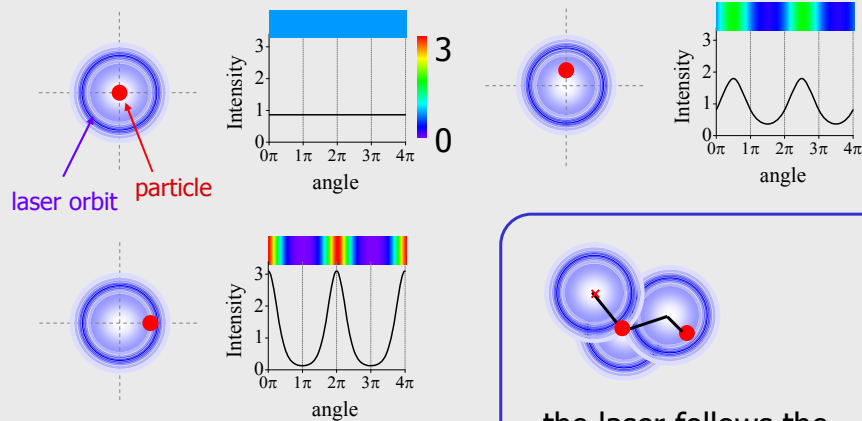 3
2
1
0
Intensity
0π 1π 2π 3π 4π
angle
3
0
laser orbit
particle
3
2
1
0
Intensity
0π 1π 2π 3π 4π
angle
3
2
1
0
Intensity
0π 1π 2π 3π 4π
angle
the laser follows the